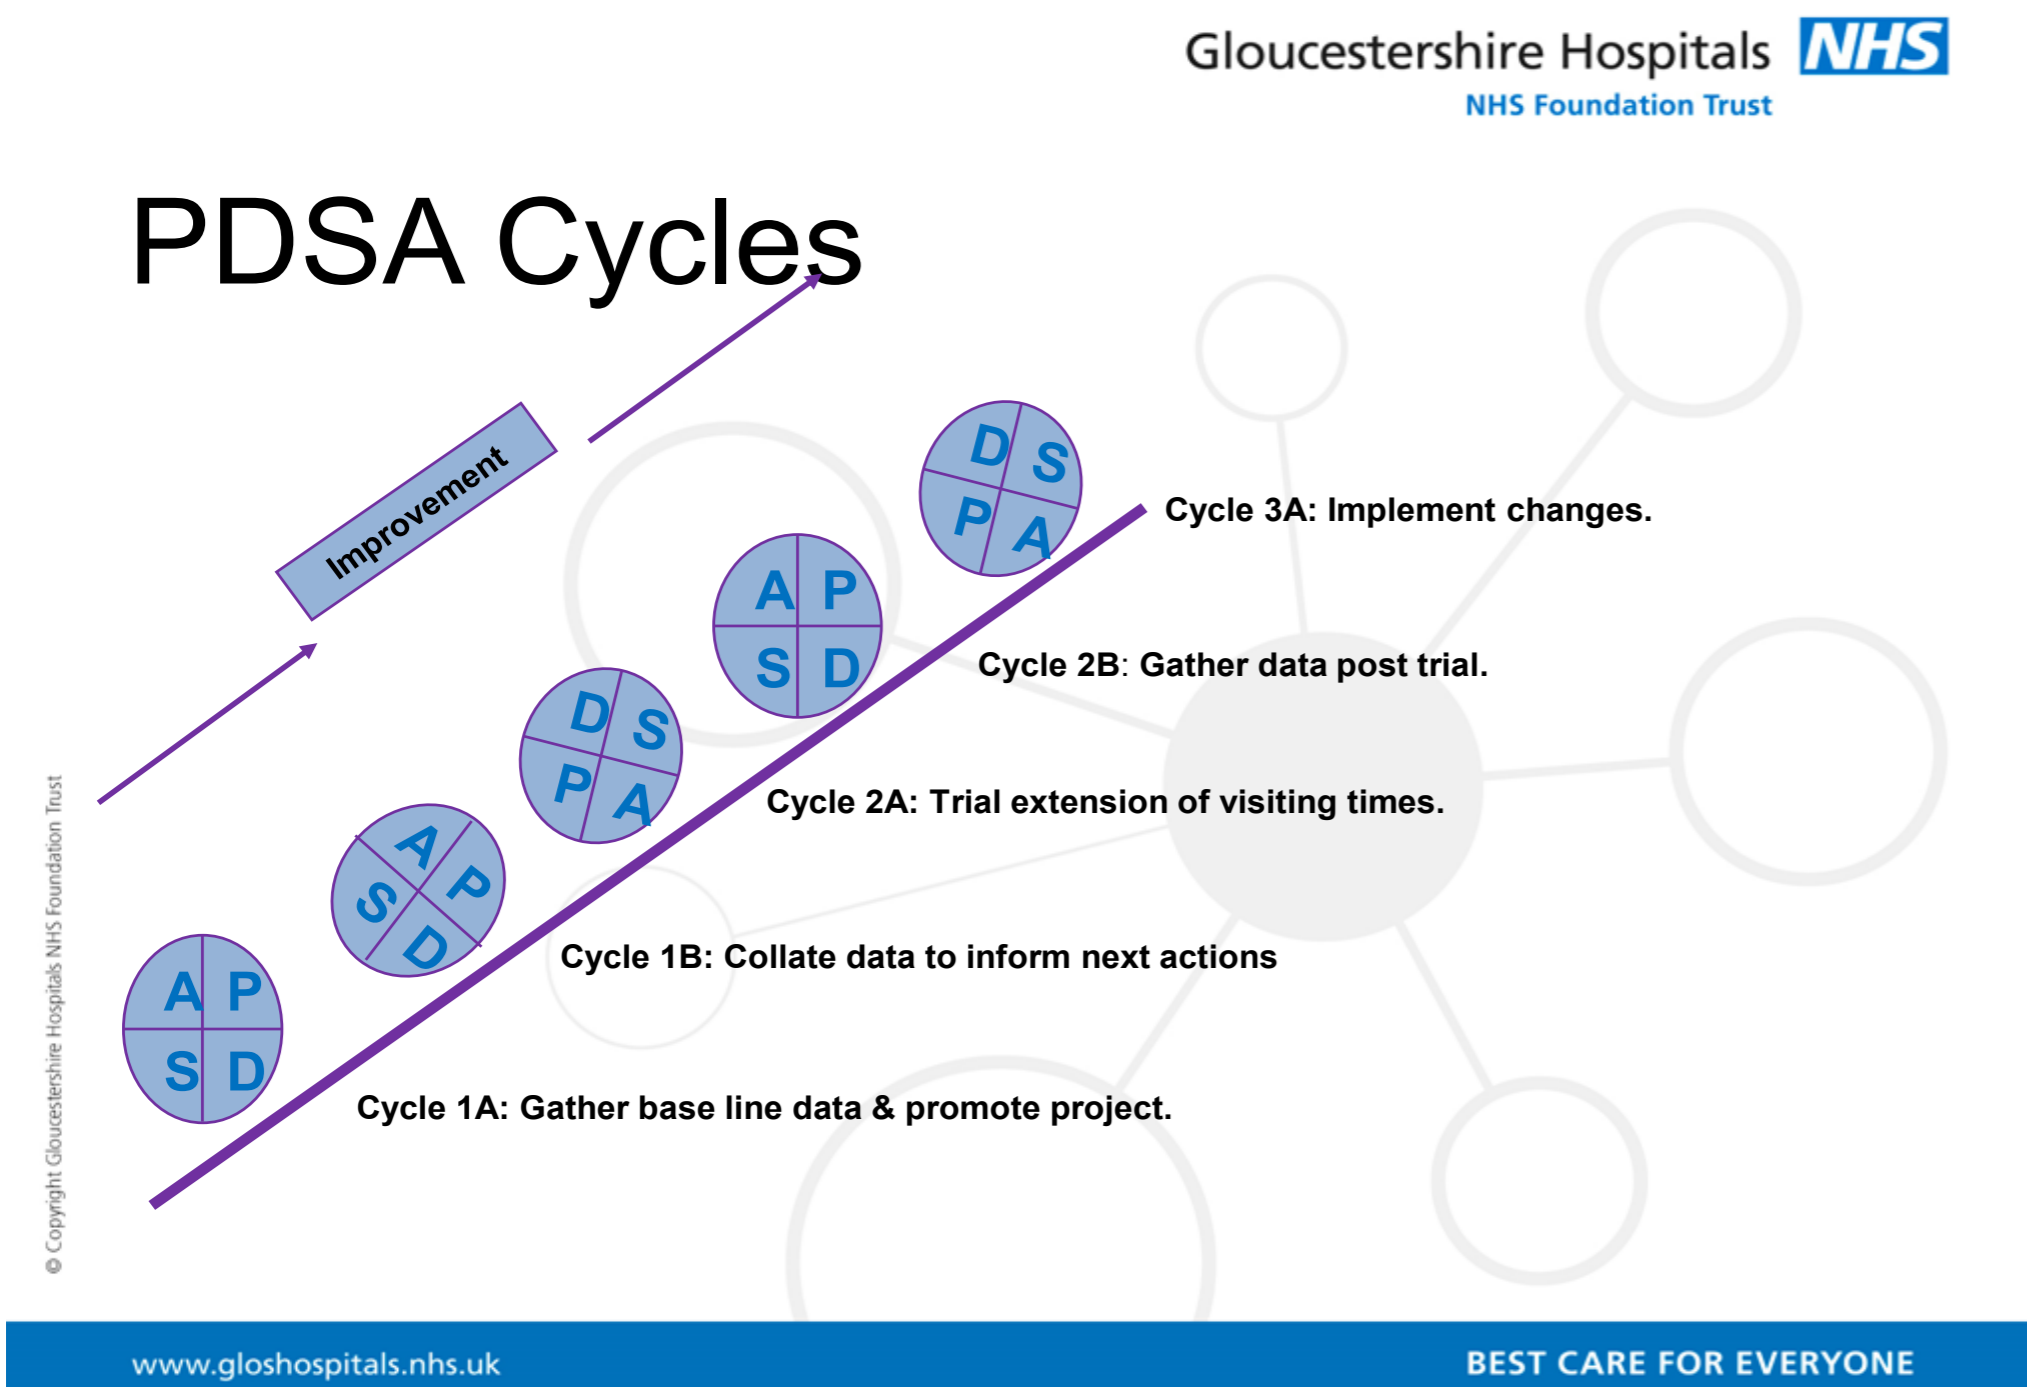 Gloucestershire Hospitals NHS
NHS Foundation Trust
PDSA Cycles
Improvement
D S
P A
Cycle 3A: Implement changes.
A P
S D
Cycle 2B: Gather data post trial.
D S
P A
Cycle 2A: Trial extension of visiting times.
A P
S D
Cycle 1B: Collate data to inform next actions
A P
S D
Cycle 1A: Gather base line data & promote project.
© Copyright Gloucestershire Hospitals NHS Foundation Trust
www.gloshospitals.nhs.uk
BEST CARE FOR EVERYONE